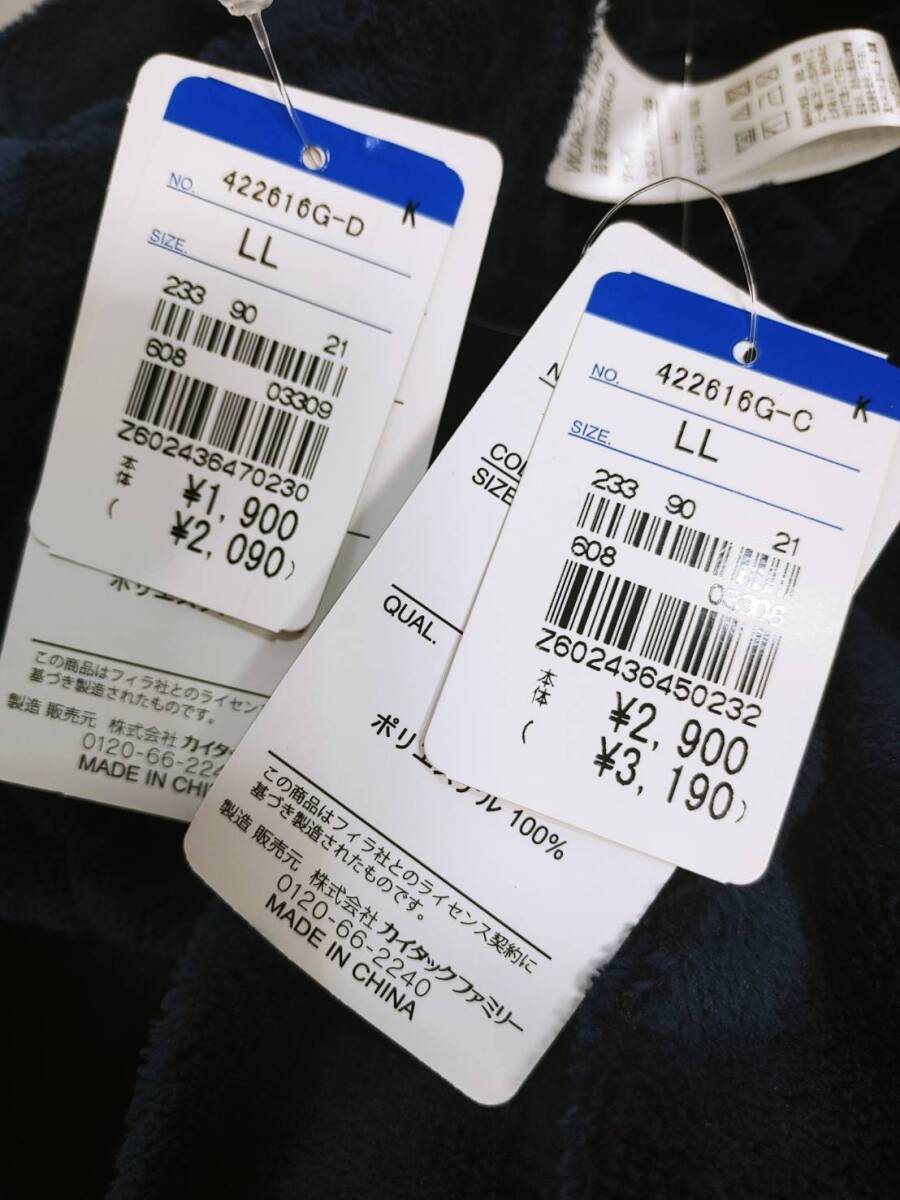 NO. 422616G-D K
SIZE. LL
233 90 21
608 03309
Z602436470230
本体 ¥1,900
( ¥2,090)
この商品はフィラ社とのライセン
基づき製造されたものです。
製造 販売元 株式会社 カイタッ
0120-66-224
MADE IN CHI
NO. 422616G-C K
SIZE. LL
233 90 21
608 03306
Z602436450232
本体 ¥2,900
( ¥3,190)
N
COL
SIZE
QUAL.
ポリエステル 100%
この商品はフィラ社とのライセンス契約に
基づき製造されたものです。
製造 販売元 株式会社 カイタックファミリー
0120-66-2240
MADE IN CHINA